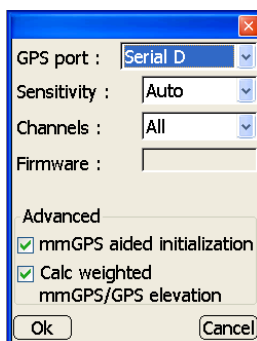 GPS port : Serial D
Sensitivity : Auto
Channels : All
Firmware :
Advanced
mmGPS aided initialization
Calc weighted
mmGPS/GPS elevation
Ok Cancel